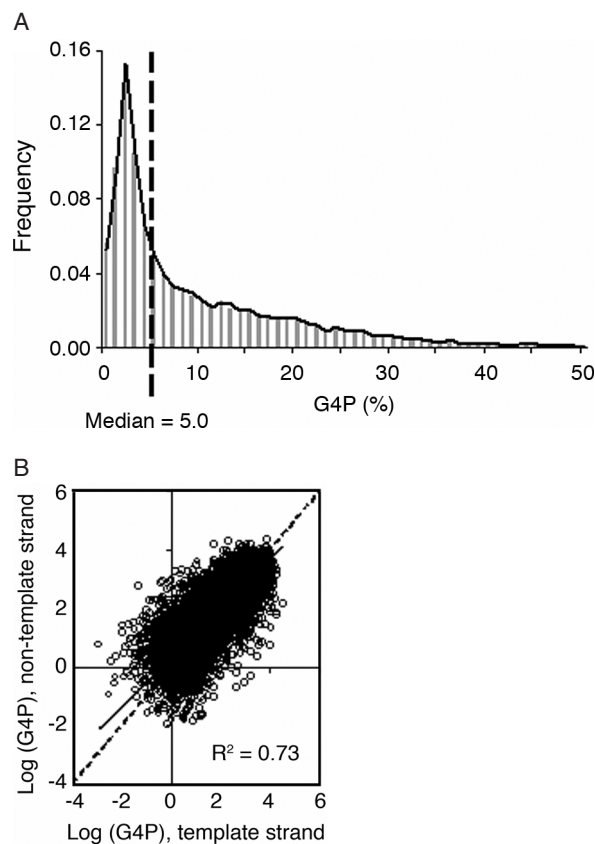 A
Frequency
0.16
0.12
0.08
0.04
0.00
0 10 20 30 40 50
G4P (%)
Median = 5.0
B
Log (G4P), non-template strand
6
4
2
0
-2
-4
R² = 0.73
-4 -2 0 2 4 6
Log (G4P), template strand